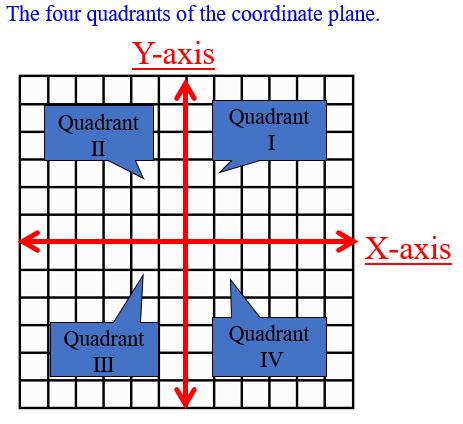 The four quadrants of the coordinate plane.
Y-axis
Quadrant
II
Quadrant
I
X-axis
Quadrant
III
Quadrant
IV